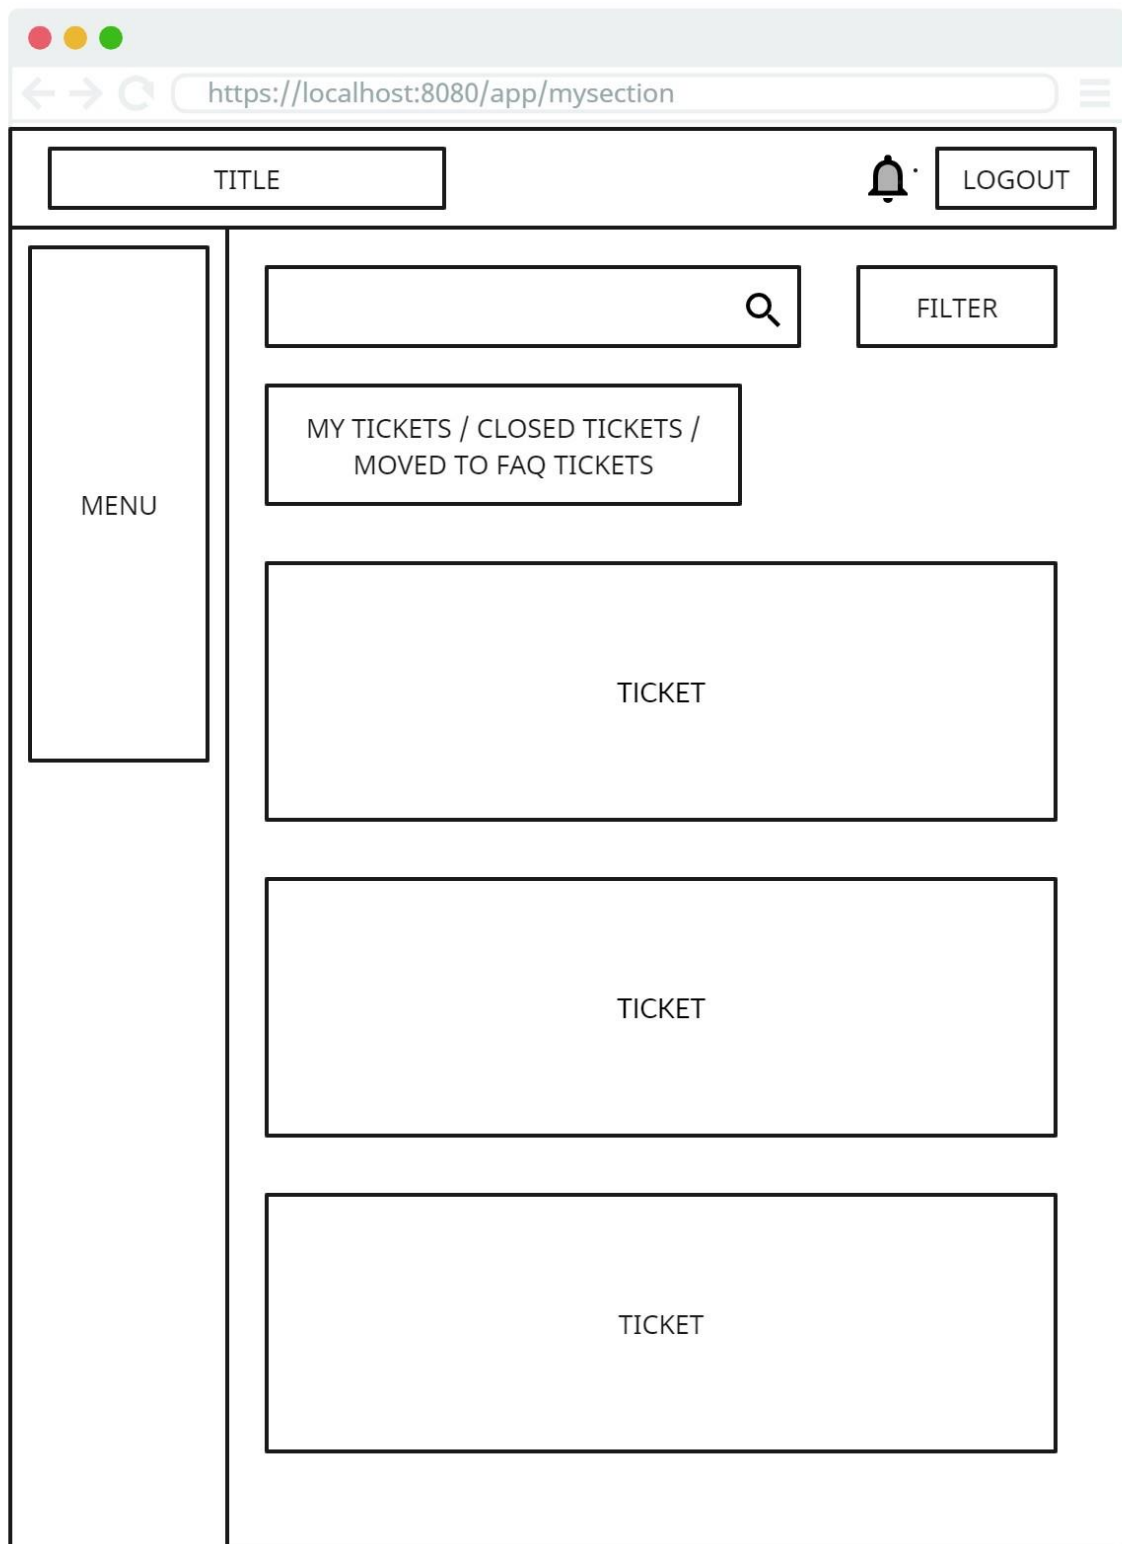 https://localhost:8080/app/mysection
TITLE
LOGOUT
FILTER
MY TICKETS / CLOSED TICKETS /
MOVED TO FAQ TICKETS
MENU
TICKET
TICKET
TICKET